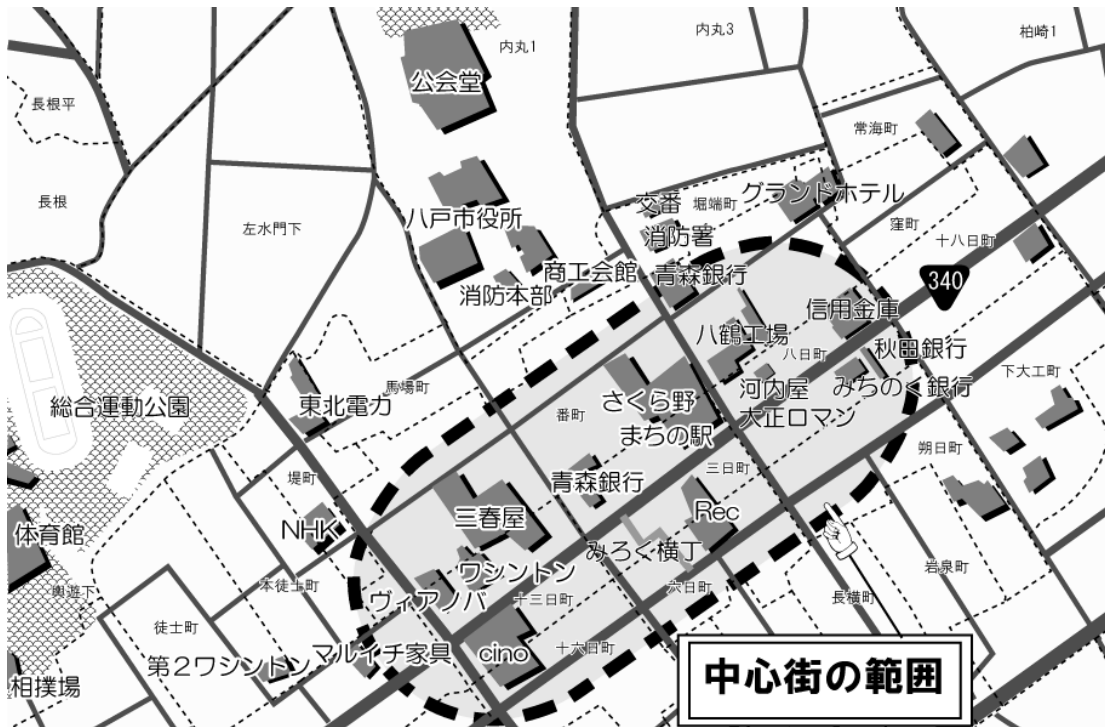 内丸1
内丸3
柏崎1
公会堂
長根平
常海町
長根
左水門下
八戸市役所
交番
堀端町
グランドホテル
消防署
窪町
十八日町
商工会館
青森銀行
消防本部
340
信用金庫
八鶴工場
八日町
秋田銀行
馬場町
河内屋
みちのく銀行
下大工町
総合運動公園
東北電力
番町
さくら野
大正ロマン
まちの駅
朔日町
三日町
堤町
青森銀行
三春屋
Rec
NHK
体育館
みろく横丁
ワシントン
岩泉町
輿遊下
本徒士町
六日町
ヴィアノバ
十三日町
長横町
徒士町
十六日町
第2ワシントン
マルイチ家具
cino
相撲場
中心街の範囲